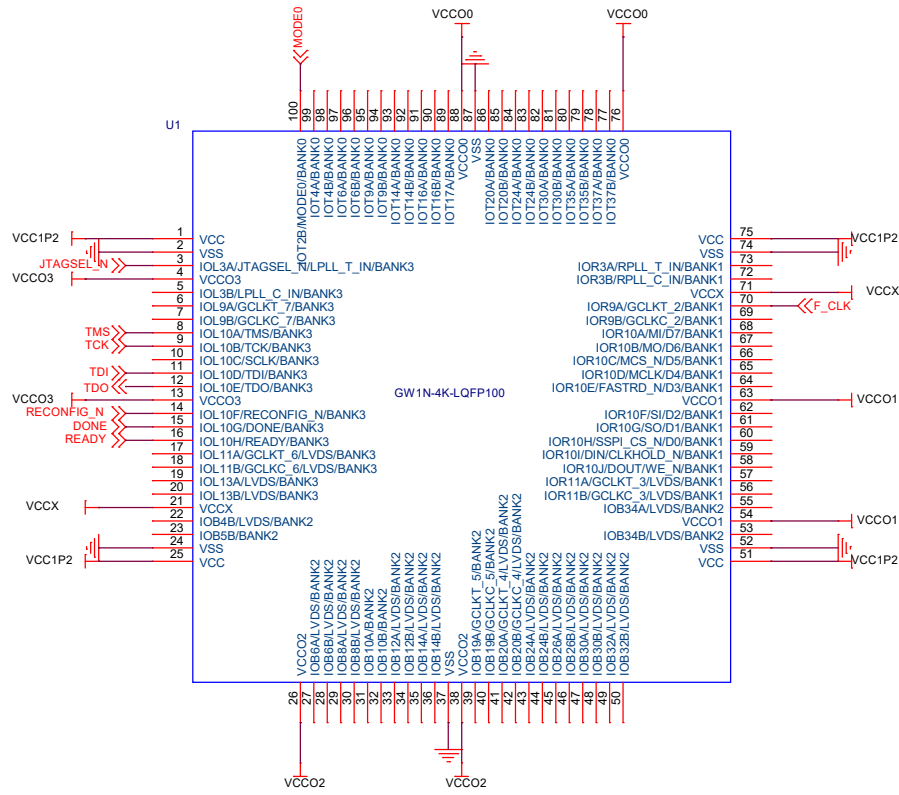 MODE0
VCCO0
VCCO0
100
99
98
97
96
95
94
93
92
91
90
89
88
87
86
85
84
83
82
81
80
79
78
77
76
U1
IOT2B/MODE0/BANK0
IOT4A/BANK0
IOT4B/BANK0
IOT6A/BANK0
IOT6B/BANK0
IOT9A/BANK0
IOT9B/BANK0
IOT14A/BANK0
IOT14B/BANK0
IOT16A/BANK0
IOT16B/BANK0
IOT17A/BANK0
VCCO0
VSS
IOT20A/BANK0
IOT20B/BANK0
IOT24A/BANK0
IOT24B/BANK0
IOT30A/BANK0
IOT30B/BANK0
IOT35A/BANK0
IOT35B/BANK0
IOT37A/BANK0
IOT37B/BANK0
VCCO0
VCC1P2 1 VCC
2 VSS
JTAGSEL_N 3 IOL3A/JTAGSEL_N/LPLL_T_IN/BANK3
VCCO3 4 VCCO3
5 IOL3B/LPLL_C_IN/BANK3
6 IOL9A/GCLKT_7/BANK3
7 IOL9B/GCLKC_7/BANK3
TMS 8 IOL10A/TMS/BANK3
TCK 9 IOL10B/TCK/BANK3
10 IOL10C/SCLK/BANK3
TDI 11 IOL10D/TDI/BANK3
TDO 12 IOL10E/TDO/BANK3
VCCO3 13 VCCO3
RECONFIG_N 14 IOL10F/RECONFIG_N/BANK3
DONE 15 IOL10G/DONE/BANK3
READY 16 IOL10H/READY/BANK3
17 IOL11A/GCLKT_6/LVDS/BANK3
18 IOL11B/GCLKC_6/LVDS/BANK3
19 IOL13A/LVDS/BANK3
20 IOL13B/LVDS/BANK3
VCCX 21 VCCX
22 IOB4B/LVDS/BANK2
23 IOB5B/BANK2
24 VSS
VCC1P2 25 VCC
GW1N-4K-LQFP100
VCC 75 VCC1P2
VSS 74
IOR3A/RPLL_T_IN/BANK1 73
IOR3B/RPLL_C_IN/BANK1 72
VCCX 71 VCCX
IOR9A/GCLKT_2/BANK1 70 F_CLK
IOR9B/GCLKC_2/BANK1 69
IOR10A/MI/D7/BANK1 68
IOR10B/MO/D6/BANK1 67
IOR10C/MCS_N/D5/BANK1 66
IOR10D/MCLK/D4/BANK1 65
IOR10E/FASTRD_N/D3/BANK1 64
VCCO1 63 VCCO1
IOR10F/SI/D2/BANK1 62
IOR10G/SO/D1/BANK1 61
IOR10H/SSPI_CS_N/D0/BANK1 60
IOR10I/DIN/CLKHOLD_N/BANK1 59
IOR10J/DOUT/WE_N/BANK1 58
IOR11A/GCLKT_3/LVDS/BANK1 57
IOR11B/GCLKC_3/LVDS/BANK1 56
IOB34A/LVDS/BANK2 55
VCCO1 54 VCCO1
IOB34B/LVDS/BANK2 53
VSS 52
VCC 51 VCC1P2
VCCO2
IOB6A/LVDS/BANK2
IOB6B/LVDS/BANK2
IOB8A/LVDS/BANK2
IOB8B/LVDS/BANK2
IOB10A/BANK2
IOB10B/BANK2
IOB12A/LVDS/BANK2
IOB12B/LVDS/BANK2
IOB14A/LVDS/BANK2
IOB14B/LVDS/BANK2
VSS
VCCO2
IOB19A/GCLKT_5/BANK2
IOB19B/GCLKC_5/BANK2
IOB20A/GCLKT_4/LVDS/BANK2
IOB20B/GCLKC_4/LVDS/BANK2
IOB24A/LVDS/BANK2
IOB24B/LVDS/BANK2
IOB26A/LVDS/BANK2
IOB26B/LVDS/BANK2
IOB30A/LVDS/BANK2
IOB30B/LVDS/BANK2
IOB32A/LVDS/BANK2
IOB32B/LVDS/BANK2
26
27
28
29
30
31
32
33
34
35
36
37
38
39
40
41
42
43
44
45
46
47
48
49
50
VCCO2
VCCO2